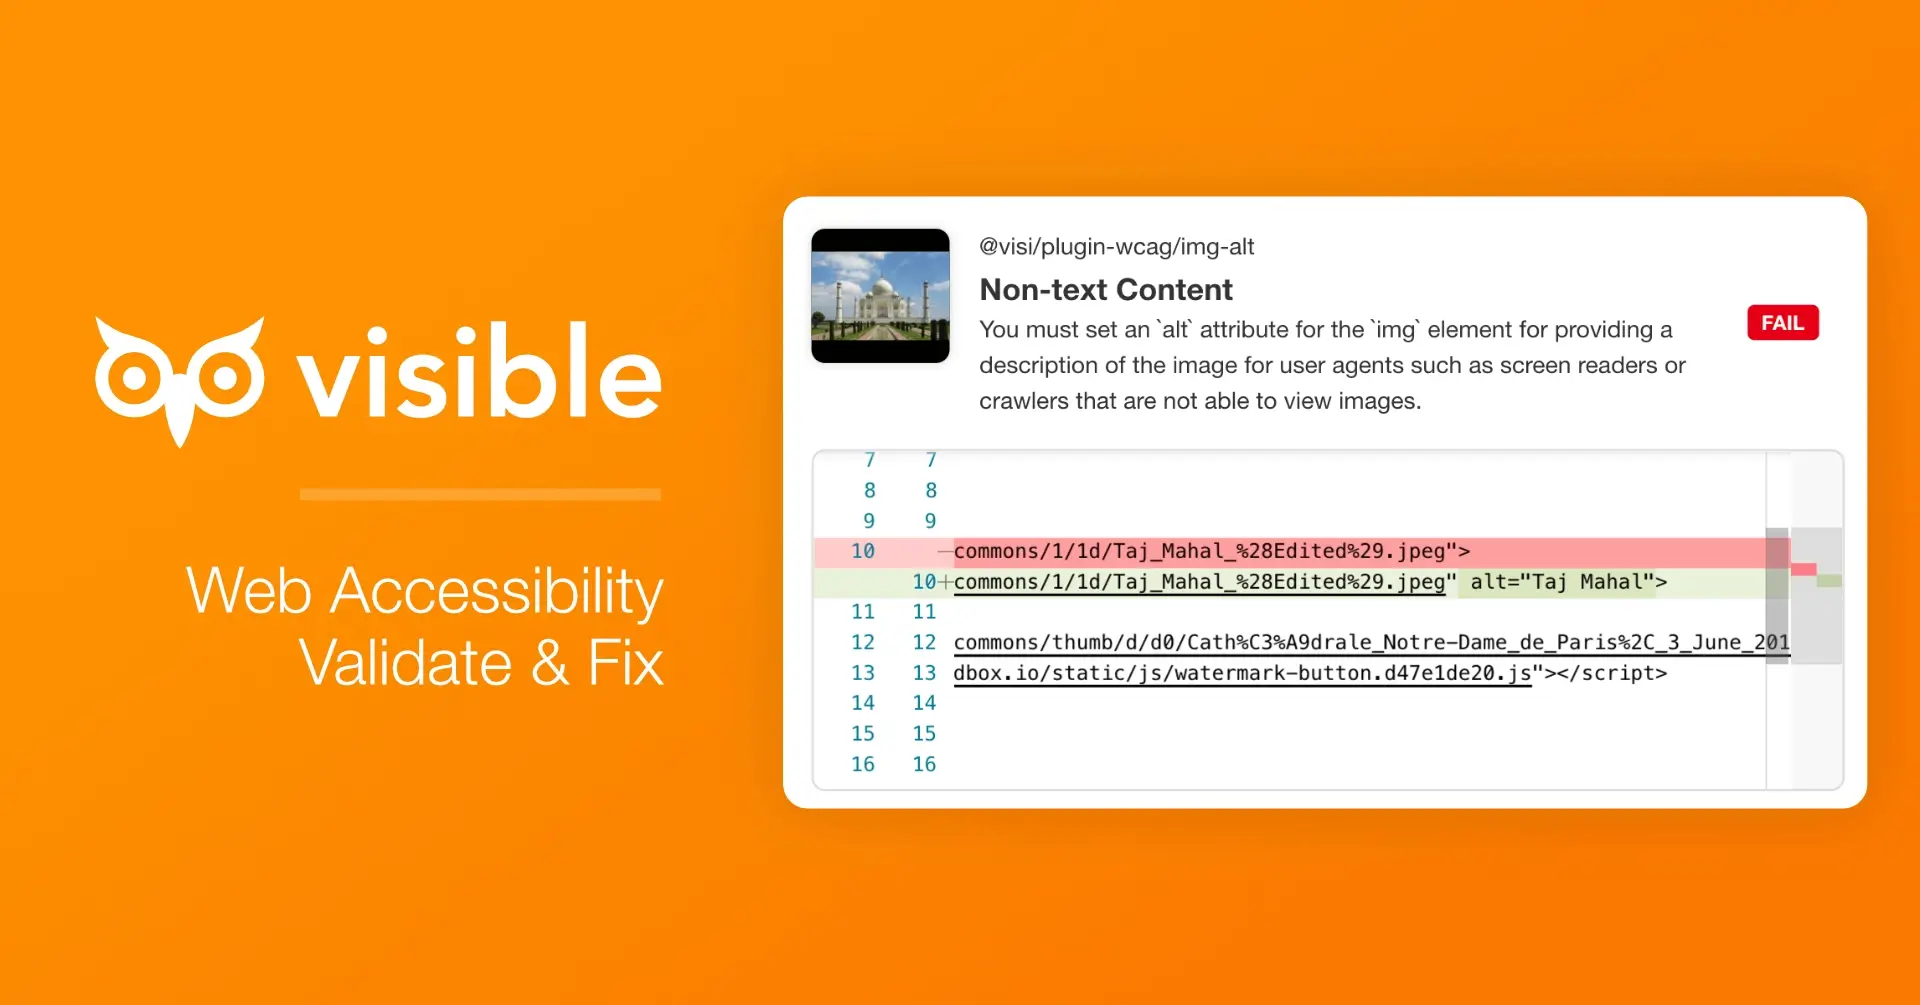 visible
Web Accessibility
Validate & Fix
@visi/plugin-wcag/img-alt
Non-text Content
You must set an `alt` attribute for the `img` element for providing a
description of the image for user agents such as screen readers or
crawlers that are not able to view images.
FAIL
7 7
8 8
9 9
10 —commons/1/1d/Taj_Mahal_%28Edited%29.jpeg">
10+commons/1/1d/Taj_Mahal_%28Edited%29.jpeg" alt="Taj Mahal">
11 11
12 12 commons/thumb/d/d0/Cath%C3%A9drale_Notre-Dame_de_Paris%2C_3_June_201
13 13 dbox.io/static/js/watermark-button.d47e1de20.js"></script>
14 14
15 15
16 16